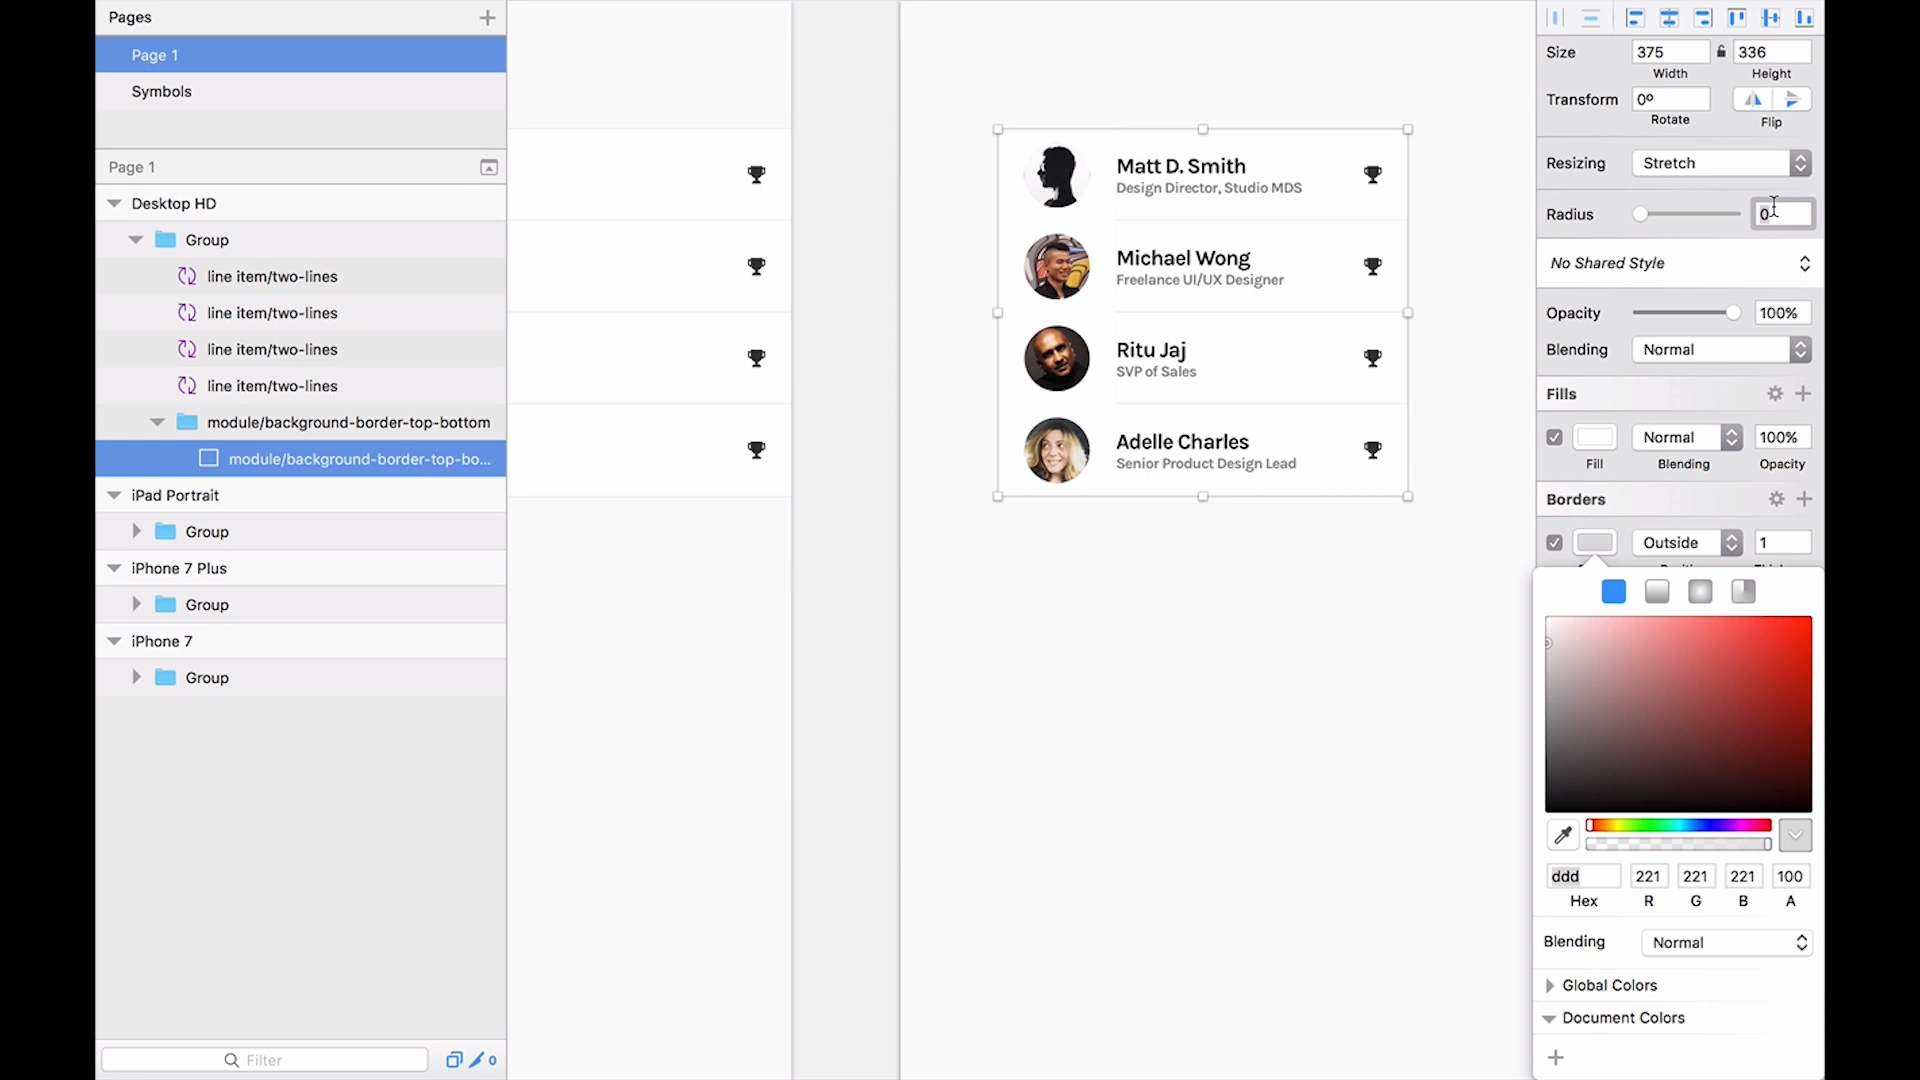 Pages
Page 1
Symbols
Page 1
Desktop HD
Group
line item/two-lines
line item/two-lines
line item/two-lines
line item/two-lines
module/background-border-top-bottom
module/background-border-top-bo...
iPad Portrait
Group
iPhone 7 Plus
Group
iPhone 7
Group
Filter
0
Matt D. Smith
Design Director, Studio MDS
Michael Wong
Freelance UI/UX Designer
Ritu Jaj
SVP of Sales
Adelle Charles
Senior Product Design Lead
Size 375 336
Width Height
Transform 0º
Rotate Flip
Resizing Stretch
Radius 0
No Shared Style
Opacity 100%
Blending Normal
Fills
Normal 100%
Fill Blending Opacity
Borders
Outside 1
ddd 221 221 221 100
Hex R G B A
Blending Normal
Global Colors
Document Colors